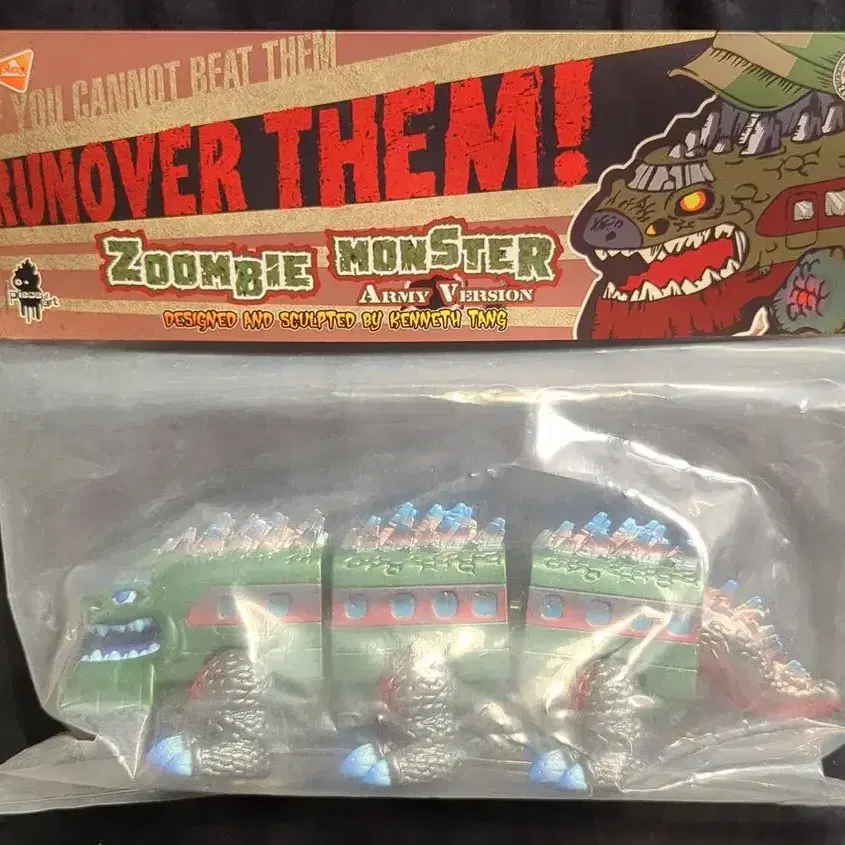 YOU CANNOT BEAT THEM
RUNOVER THEM!
ZOOMBIE MONSTER
ARMY VERSION
DESIGNED AND SCULPTED BY KENNETH TANG